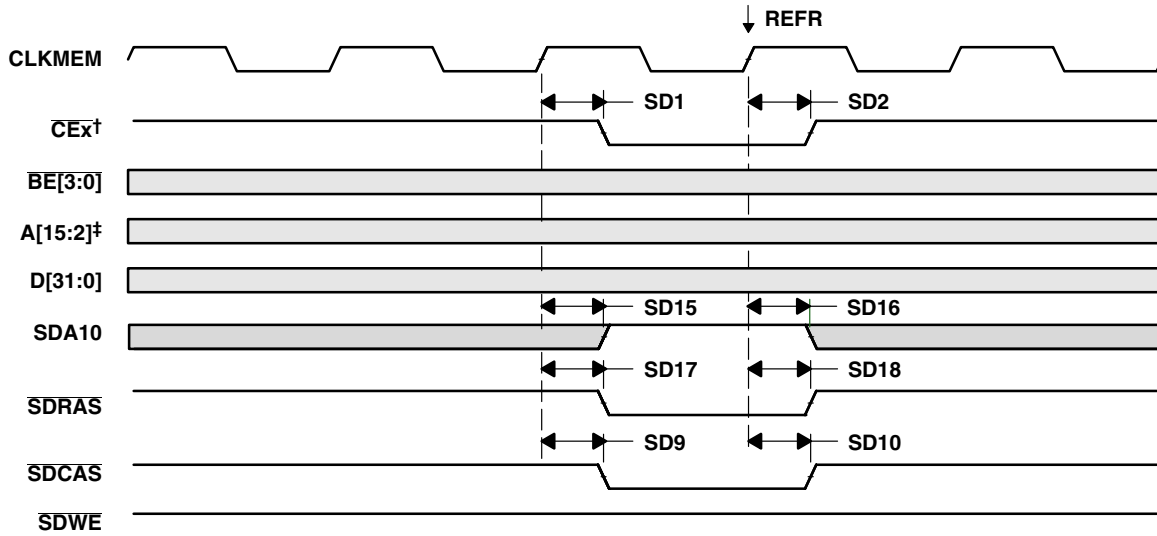 REFR
CLKMEM
SD1 SD2
CEx†
BE[3:0]
A[15:2]‡
D[31:0]
SD15 SD16
SDA10
SD17 SD18
SDRAS
SD9 SD10
SDCAS
SDWE